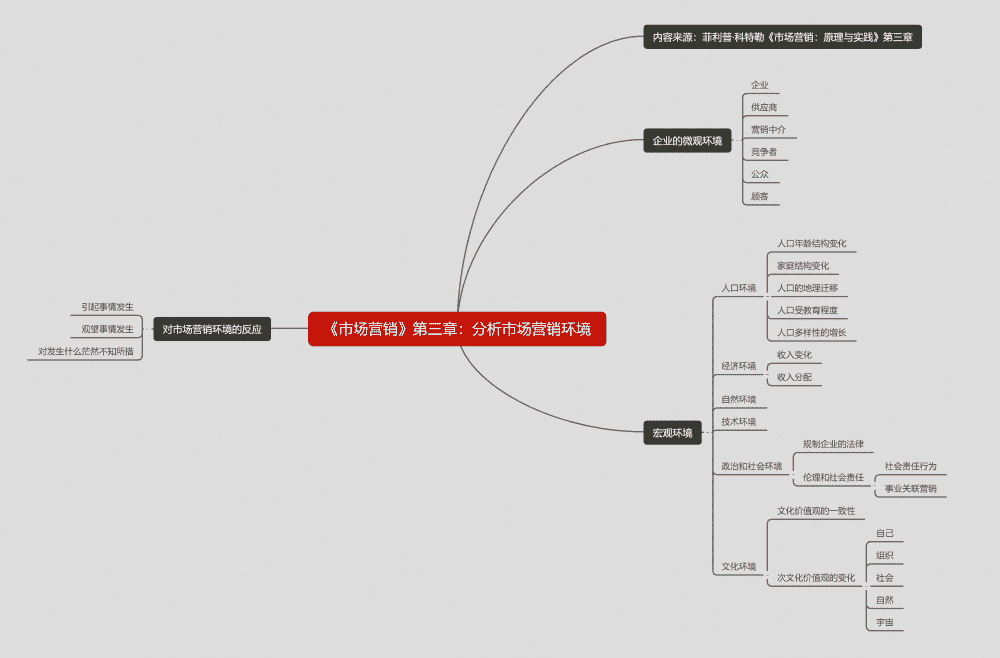 《市场营销》第三章：分析市场营销环境
内容来源：菲利普·科特勒《市场营销：原理与实践》第三章
企业的微观环境
企业
供应商
营销中介
竞争者
公众
顾客
宏观环境
人口环境
人口年龄结构变化
家庭结构变化
人口的地理迁移
人口受教育程度
人口多样性的增长
经济环境
收入变化
收入分配
自然环境
技术环境
政治和社会环境
规制企业的法律
伦理和社会责任
社会责任行为
事业关联营销
文化环境
文化价值观的一致性
次文化价值观的变化
自己
组织
社会
自然
宇宙
对市场营销环境的反应
引起事情发生
观望事情发生
对发生什么茫然不知所措